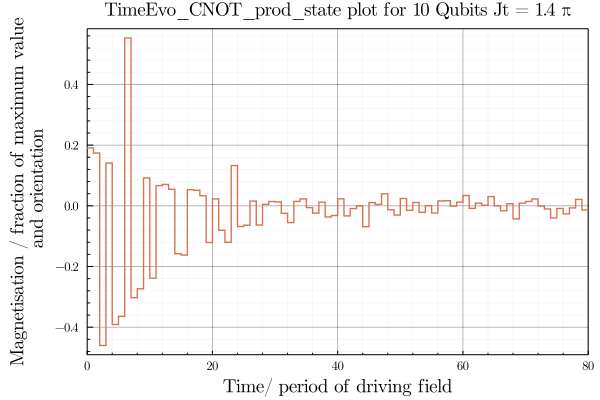 TimeEvo_CNOT_prod_state plot for 10 Qubits Jt = 1.4 π
Magnetisation / fraction of maximum value
and orientation
0.4
0.2
0.0
−0.2
−0.4
0 20 40 60 80
Time/ period of driving field